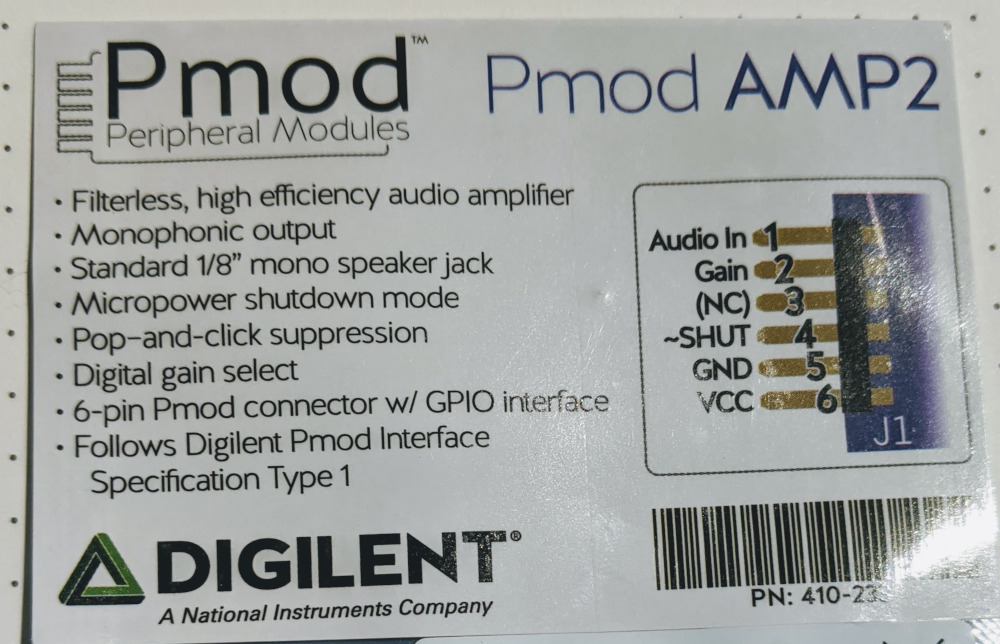 Pmod™
Peripheral Modules
Pmod AMP2
• Filterless, high efficiency audio amplifier
• Monophonic output
• Standard 1/8" mono speaker jack
• Micropower shutdown mode
• Pop-and-click suppression
• Digital gain select
• 6-pin Pmod connector w/ GPIO interface
• Follows Digilent Pmod Interface
Specification Type 1
Audio In 1
Gain 2
(NC) 3
~SHUT 4
GND 5
VCC 6
J1
DIGILENT®
A National Instruments Company
PN: